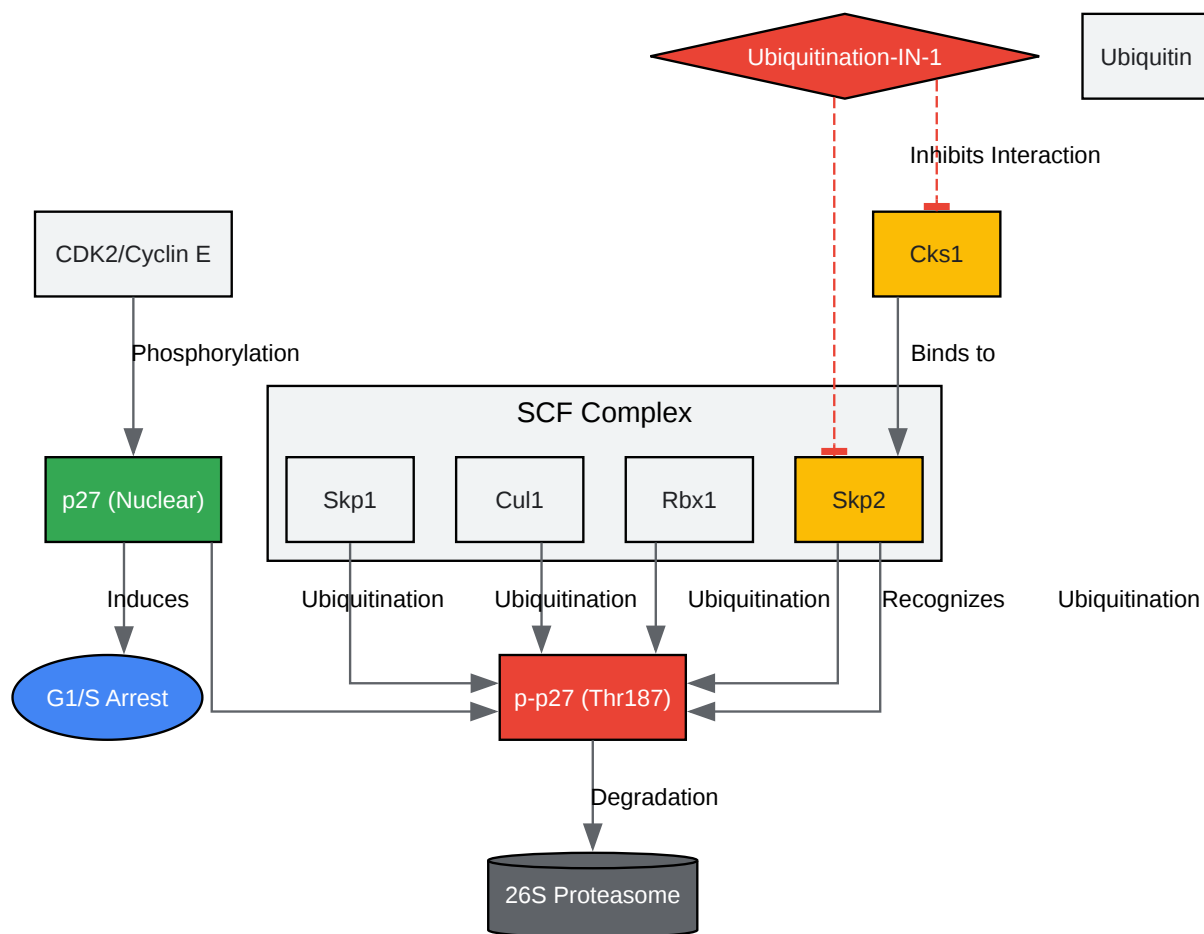 Ubiquitination-IN-1
Ubiquitin
Inhibits Interaction
CDK2/Cyclin E
Cks1
Phosphorylation
Binds to
SCF Complex
p27 (Nuclear)
Skp1
Cul1
Rbx1
Skp2
Induces
Ubiquitination
Ubiquitination
Ubiquitination
Recognizes
Ubiquitination
G1/S Arrest
p-p27 (Thr187)
Degradation
26S Proteasome